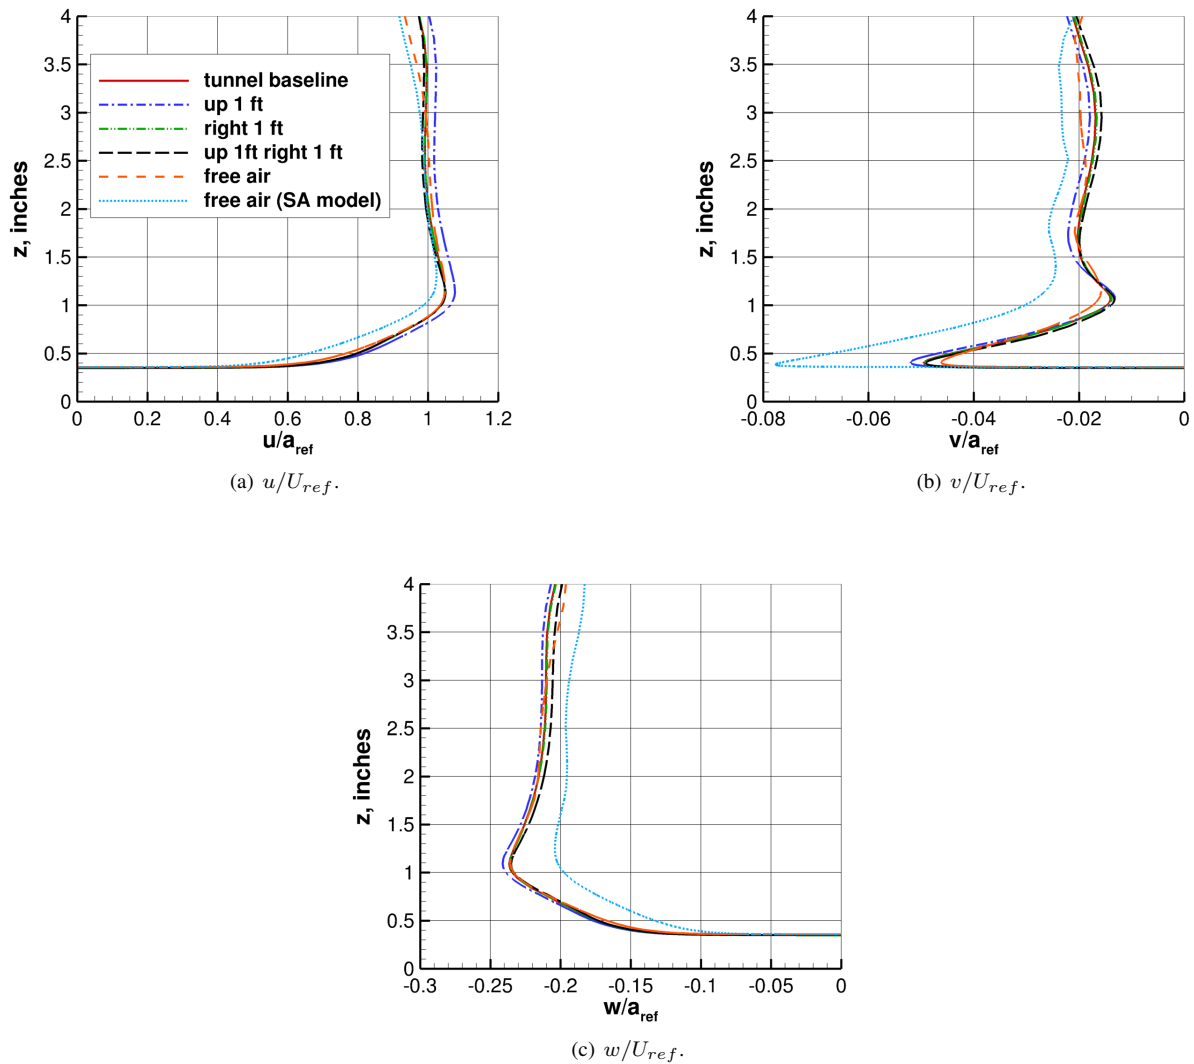 4
3.5
3
2.5
2
1.5
1
0.5
0
z, inches
tunnel baseline
up 1 ft
right 1 ft
up 1ft right 1 ft
free air
free air (SA model)
0 0.2 0.4 0.6 0.8 1 1.2
u/a_ref
(a) u/U_ref.
4
3.5
3
2.5
2
1.5
1
0.5
0
z, inches
-0.08 -0.06 -0.04 -0.02 0
v/a_ref
(b) v/U_ref.
4
3.5
3
2.5
2
1.5
1
0.5
0
z, inches
-0.3 -0.25 -0.2 -0.15 -0.1 -0.05 0
w/a_ref
(c) w/U_ref.